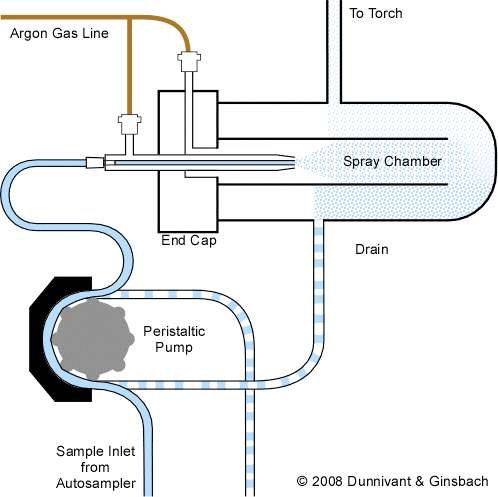 To Torch
Argon Gas Line
Spray Chamber
End Cap
Drain
Peristaltic
Pump
Sample Inlet
from
Autosampler
© 2008 Dunnivant & Ginsbach